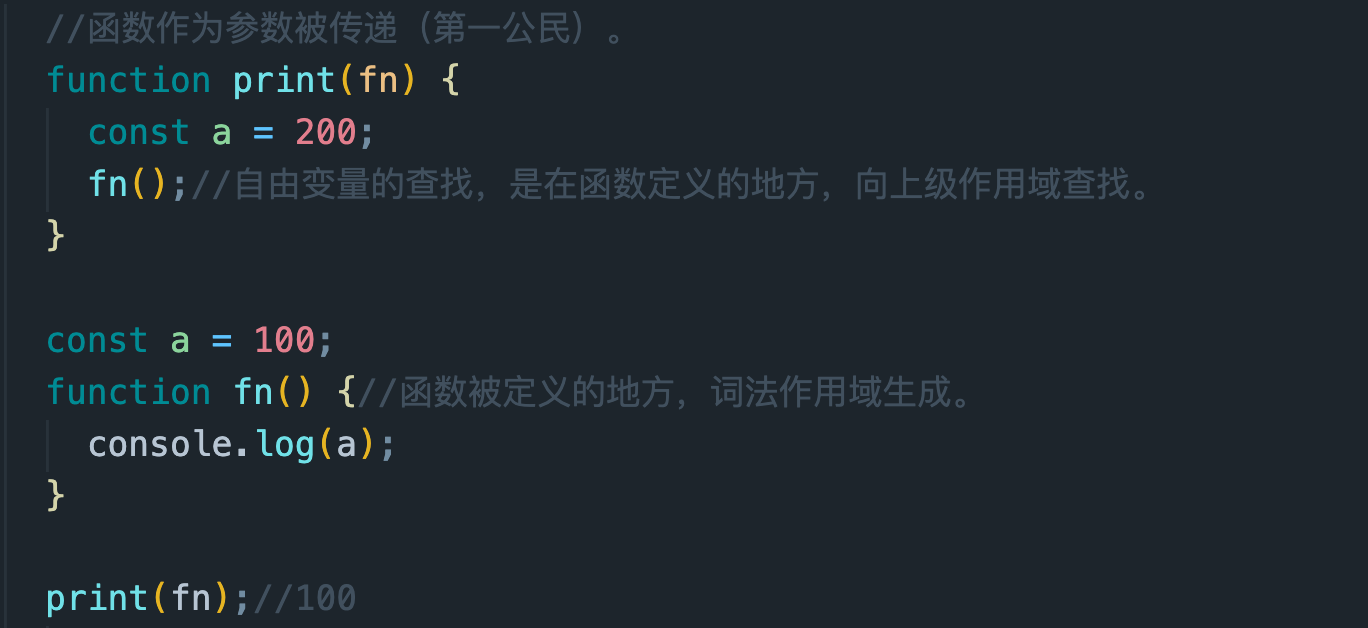 //函数作为参数被传递（第一公民）。
function print(fn) {
  const a = 200;
  fn();//自由变量的查找，是在函数定义的地方，向上级作用域查找。
}
const a = 100;
function fn() {//函数被定义的地方，词法作用域生成。
  console.log(a);
}
print(fn);//100